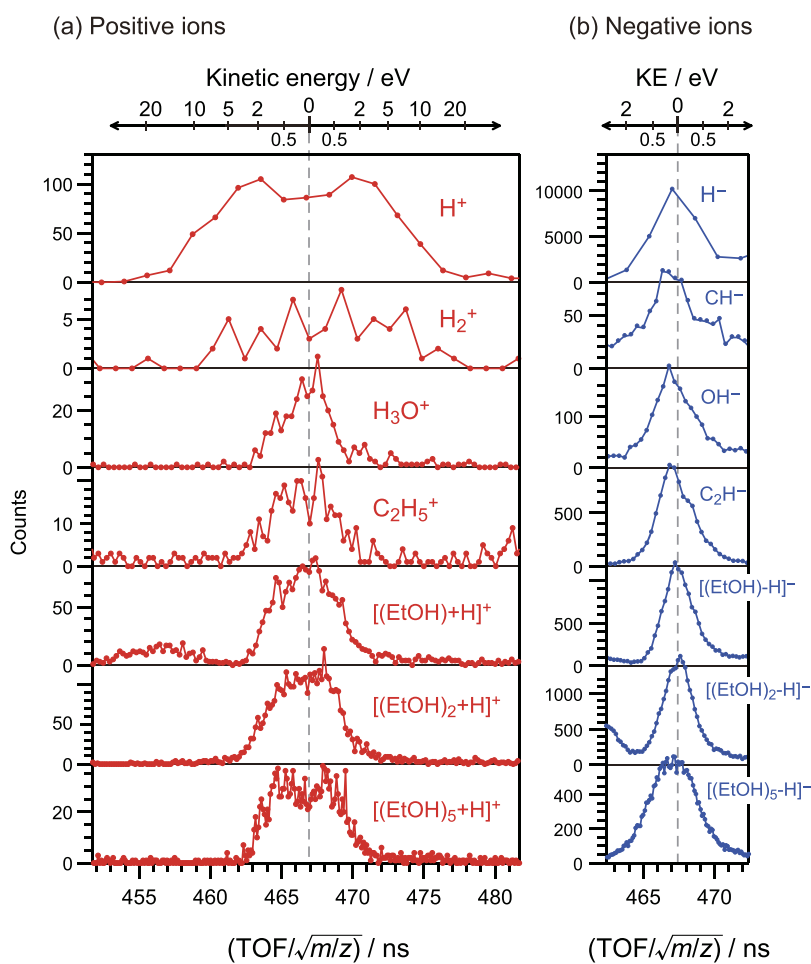 (a) Positive ions
(b) Negative ions
Kinetic energy / eV
KE / eV
20 10 5 2 0 2 5 10 20
0.5 0.5
2 0 2
0.5 0.5
Counts
100
50
0
H⁺
5
0
H₂⁺
20
0
H₃O⁺
10
0
C₂H₅⁺
50
0
[(EtOH)+H]⁺
50
0
[(EtOH)₂+H]⁺
20
0
[(EtOH)₅+H]⁺
455 460 465 470 475 480
(TOF/√m/z) / ns
10000
5000
0
H⁻
50
0
CH⁻
100
0
OH⁻
500
0
C₂H⁻
500
0
[(EtOH)-H]⁻
1000
500
0
[(EtOH)₂-H]⁻
400
200
0
[(EtOH)₅-H]⁻
465 470
(TOF/√m/z) / ns